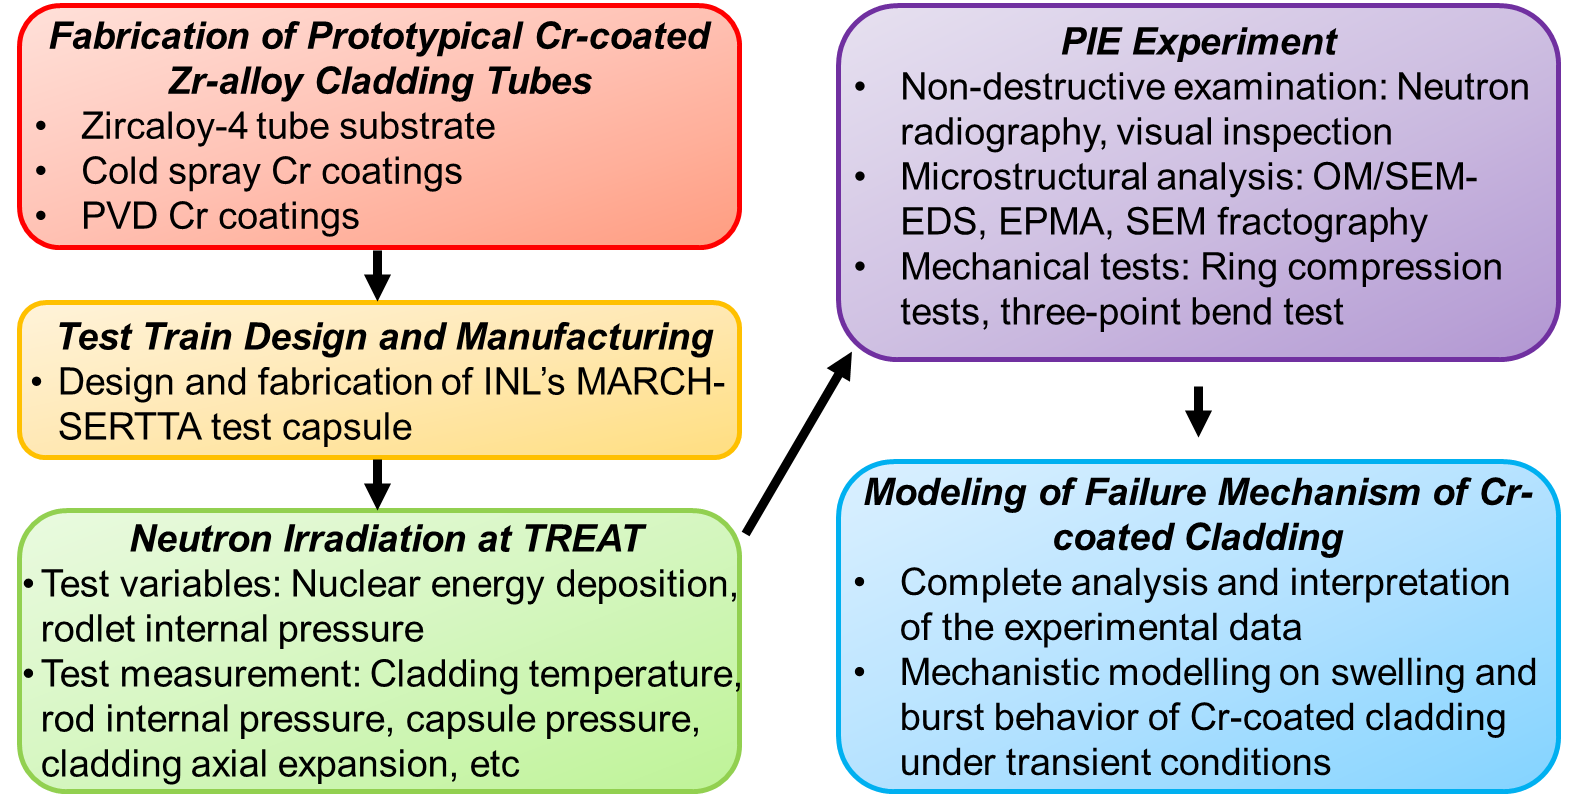 Fabrication of Prototypical Cr-coated
Zr-alloy Cladding Tubes
• Zircaloy-4 tube substrate
• Cold spray Cr coatings
• PVD Cr coatings
Test Train Design and Manufacturing
• Design and fabrication of INL’s MARCH-
SERTTA test capsule
Neutron Irradiation at TREAT
• Test variables: Nuclear energy deposition,
rodlet internal pressure
• Test measurement: Cladding temperature,
rod internal pressure, capsule pressure,
cladding axial expansion, etc
PIE Experiment
• Non-destructive examination: Neutron
radiography, visual inspection
• Microstructural analysis: OM/SEM-
EDS, EPMA, SEM fractography
• Mechanical tests: Ring compression
tests, three-point bend test
Modeling of Failure Mechanism of Cr-
coated Cladding
• Complete analysis and interpretation
of the experimental data
• Mechanistic modelling on swelling and
burst behavior of Cr-coated cladding
under transient conditions